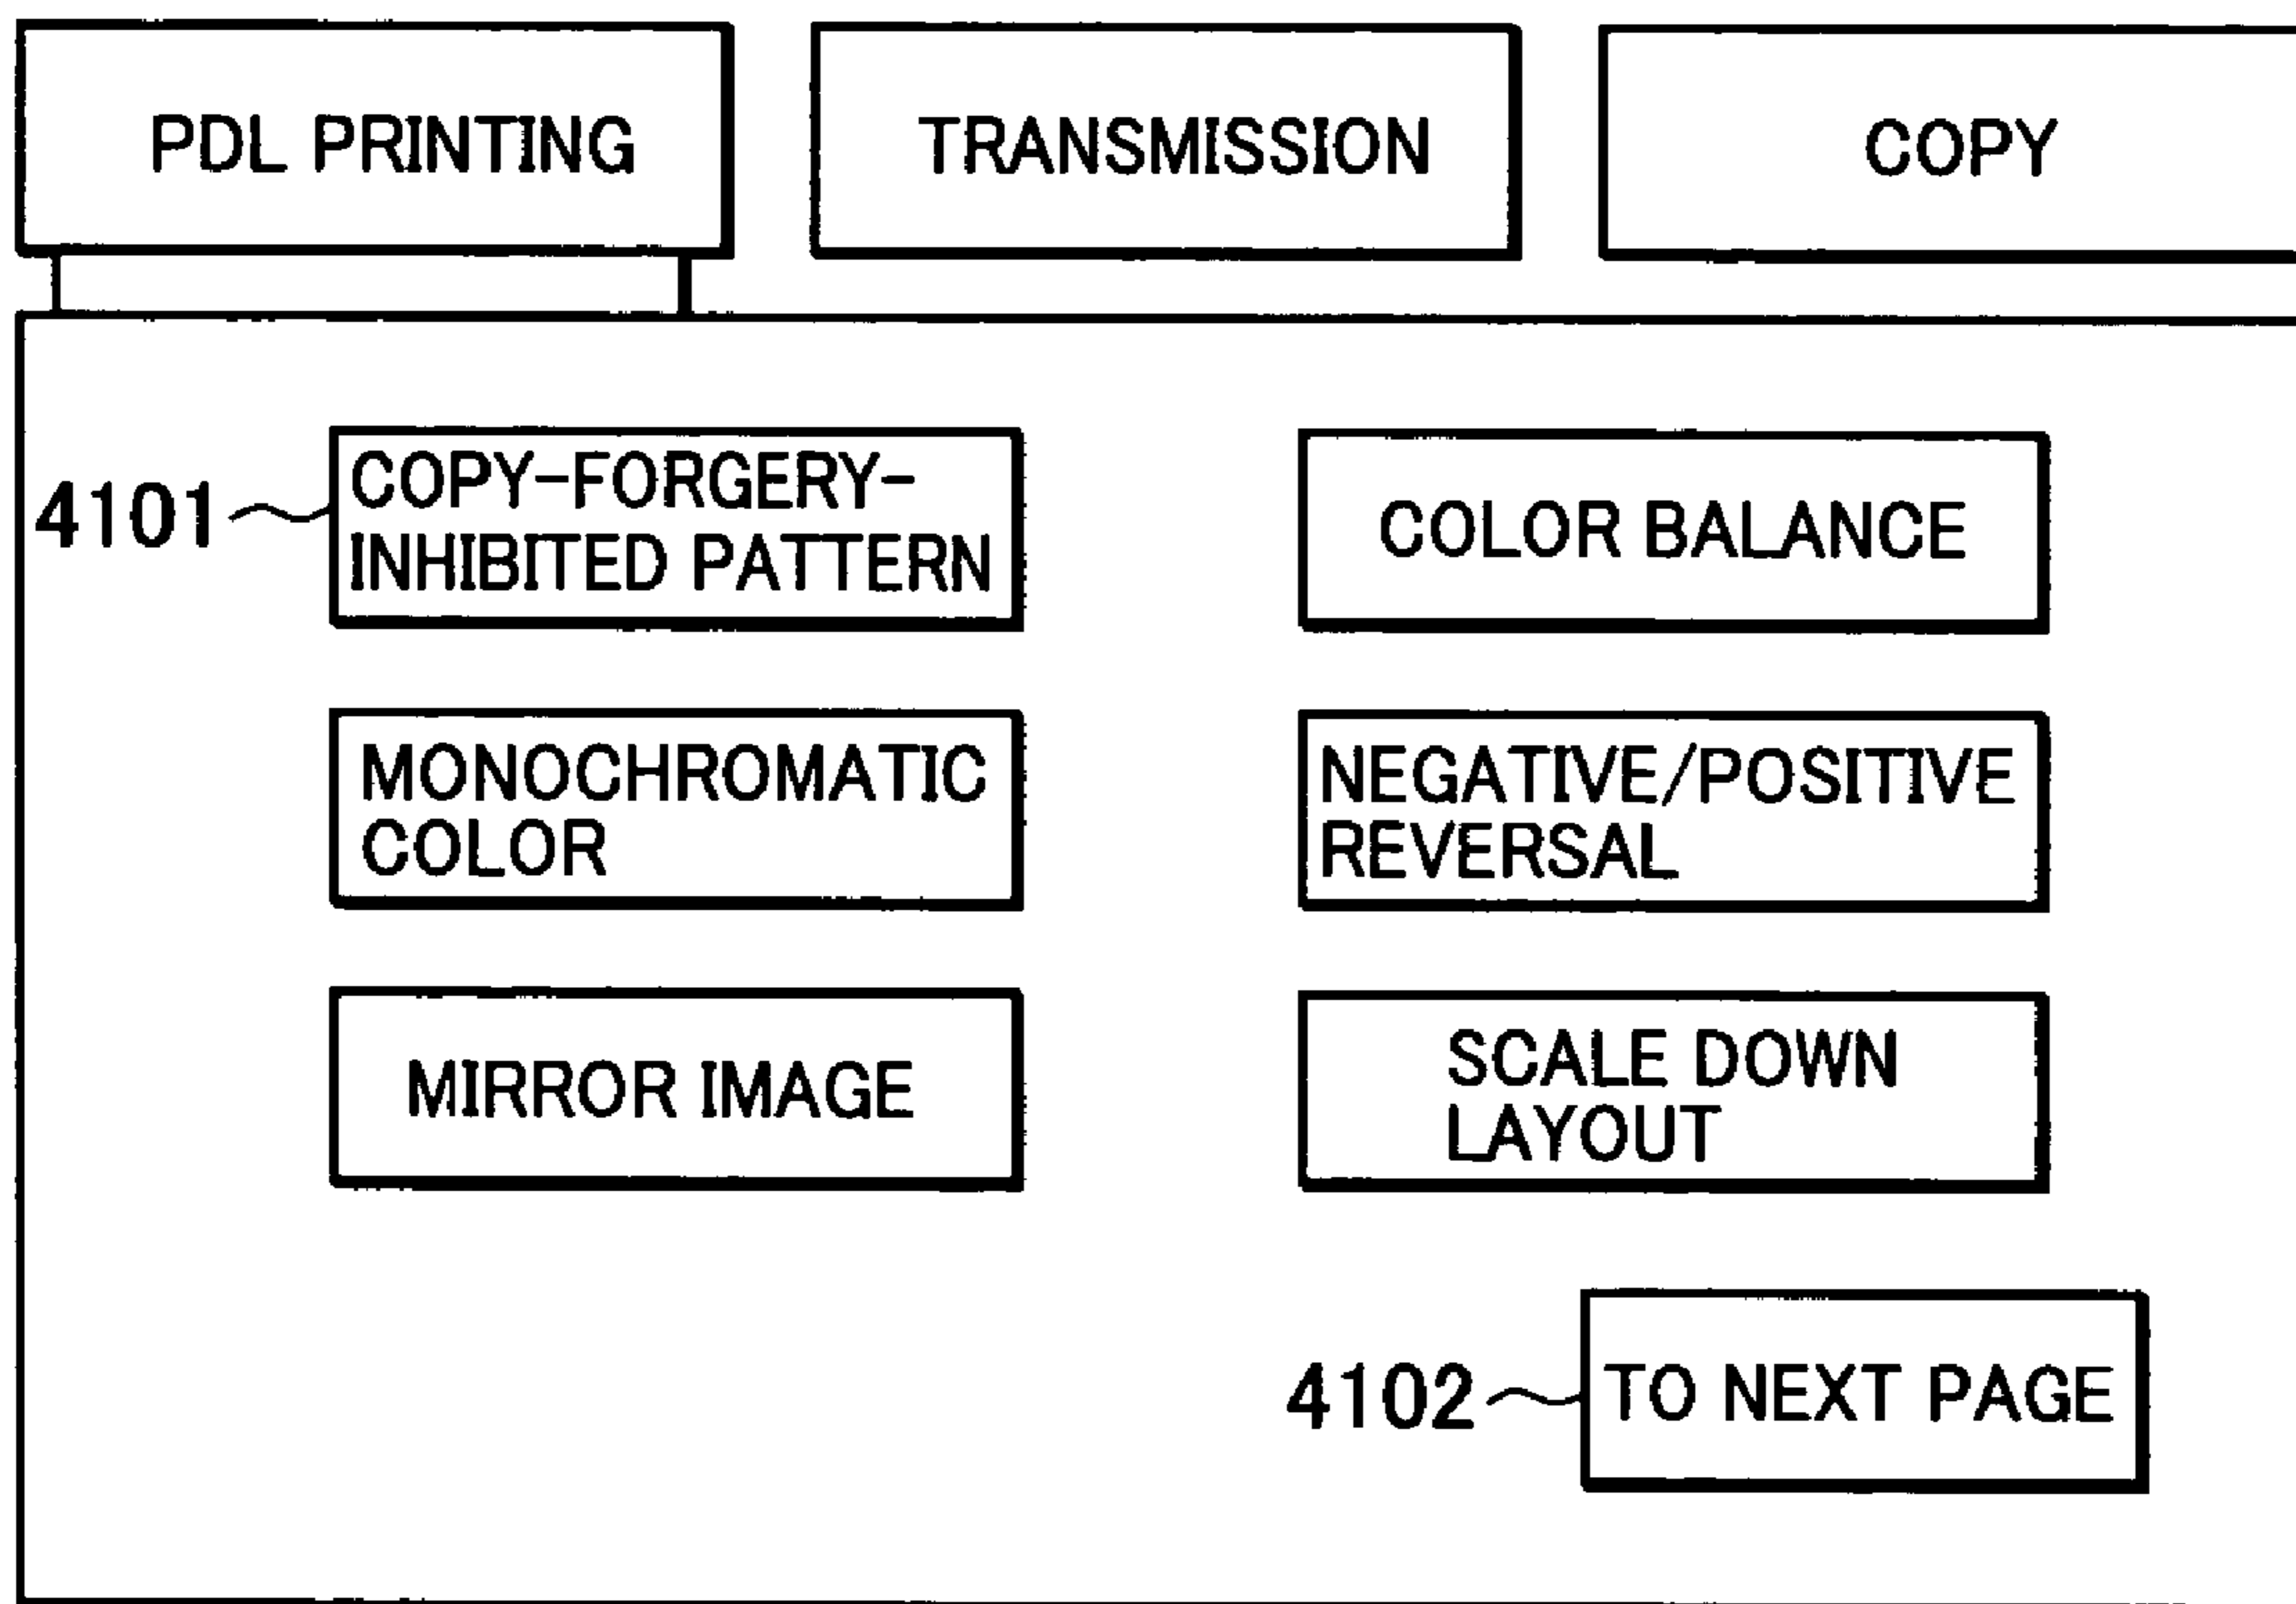 PDL PRINTING
TRANSMISSION
COPY
4101
COPY-FORGERY-
INHIBITED PATTERN
COLOR BALANCE
MONOCHROMATIC
COLOR
NEGATIVE/POSITIVE
REVERSAL
MIRROR IMAGE
SCALE DOWN
LAYOUT
4102
TO NEXT PAGE